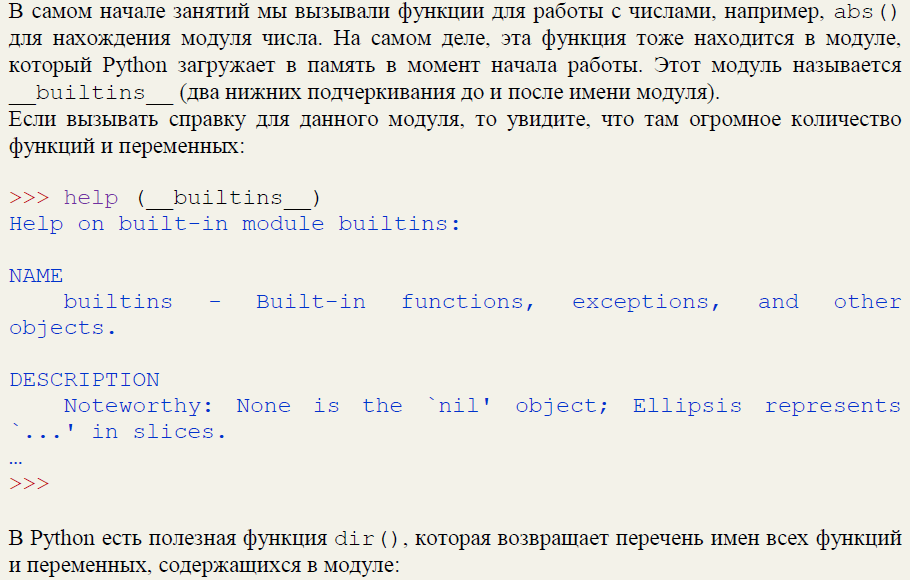 В самом начале занятий мы вызывали функции для работы с числами, например, abs()
для нахождения модуля числа. На самом деле, эта функция тоже находится в модуле,
который Python загружает в память в момент начала работы. Этот модуль называется
__builtins__ (два нижних подчеркивания до и после имени модуля).
Если вызывать справку для данного модуля, то увидите, что там огромное количество
функций и переменных:
>>> help (__builtins__)
Help on built-in module builtins:
NAME
builtins - Built-in functions, exceptions, and other
objects.
DESCRIPTION
Noteworthy: None is the `nil' object; Ellipsis represents
`...' in slices.
…
>>>
В Python есть полезная функция dir(), которая возвращает перечень имен всех функций
и переменных, содержащихся в модуле: